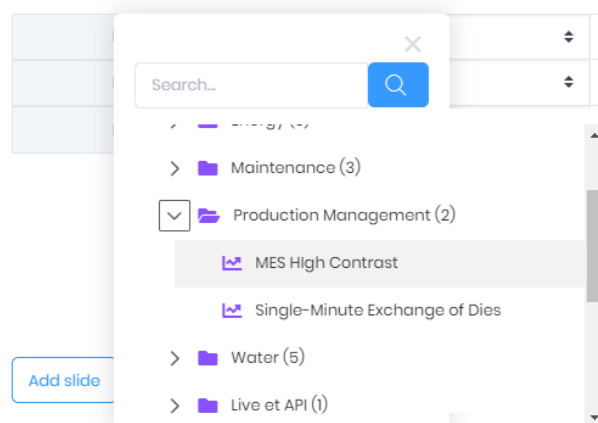 Search...
Maintenance (3)
Production Management (2)
MES HIgh Contrast
Single-Minute Exchange of Dies
Water (5)
Add slide
Live et API (1)